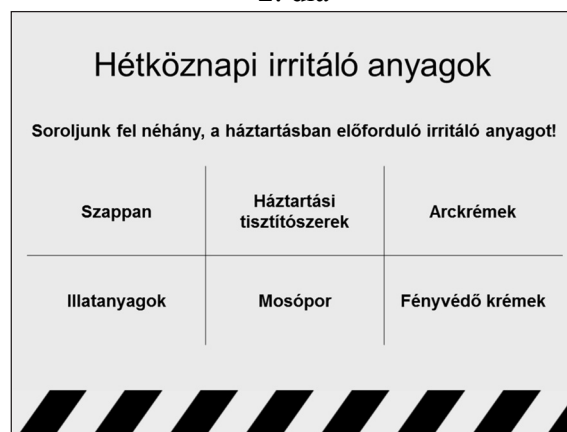 Hétköznapi irritáló anyagok
Soroljunk fel néhány, a háztartásban előforduló irritáló anyagot!
Szappan
Háztartási
tisztítószerek
Arckrémek
Illatanyagok
Mosópor
Fényvédő krémek